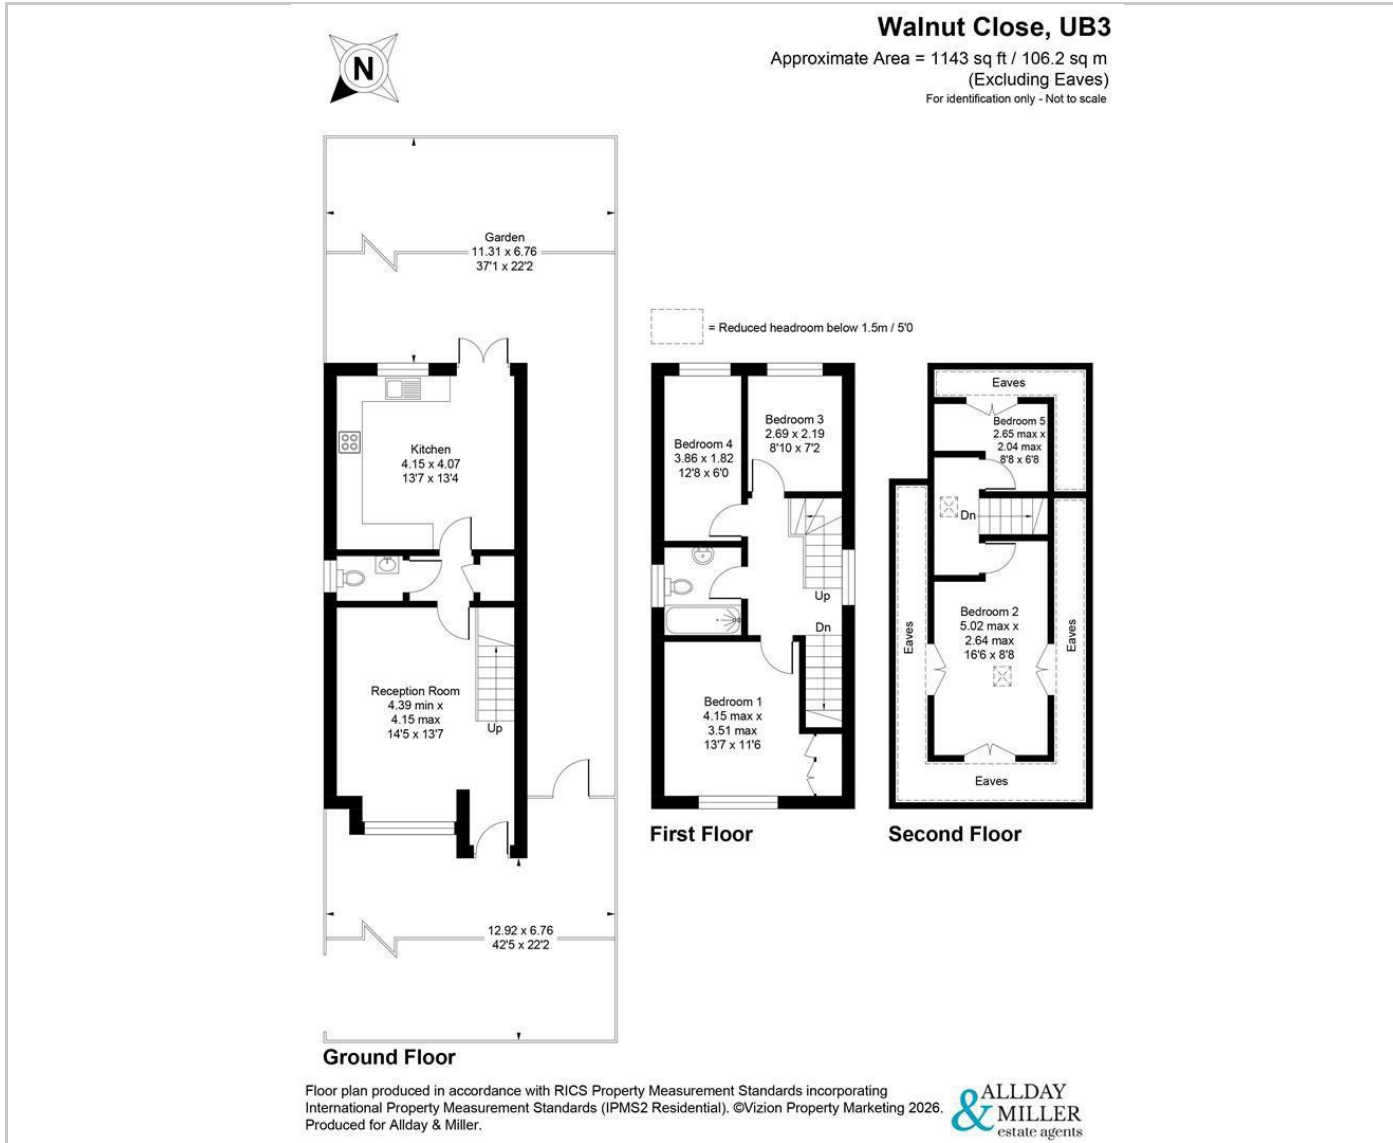 Walnut Close, UB3
Approximate Area = 1143 sq ft / 106.2 sq m
(Excluding Eaves)
For identification only - Not to scale
N
Garden
11.31 x 6.76
37'1 x 22'2
= Reduced headroom below 1.5m / 5'0
Kitchen
4.15 x 4.07
13'7 x 13'4
Reception Room
4.39 min x
4.15 max
14'5 x 13'7
Up
12.92 x 6.76
42'5 x 22'2
Ground Floor
Bedroom 4
3.86 x 1.82
12'8 x 6'0
Bedroom 3
2.69 x 2.19
8'10 x 7'2
Up
Dn
Bedroom 1
4.15 max x
3.51 max
13'7 x 11'6
First Floor
Eaves
Bedroom 5
2.65 max x
2.04 max
8'8 x 6'8
Dn
Bedroom 2
5.02 max x
2.64 max
16'6 x 8'8
Eaves
Eaves
Eaves
Second Floor
Floor plan produced in accordance with RICS Property Measurement Standards incorporating
International Property Measurement Standards (IPMS2 Residential). ©Vizion Property Marketing 2026.
Produced for Allday & Miller.
ALLDAY
& MILLER
estate agents